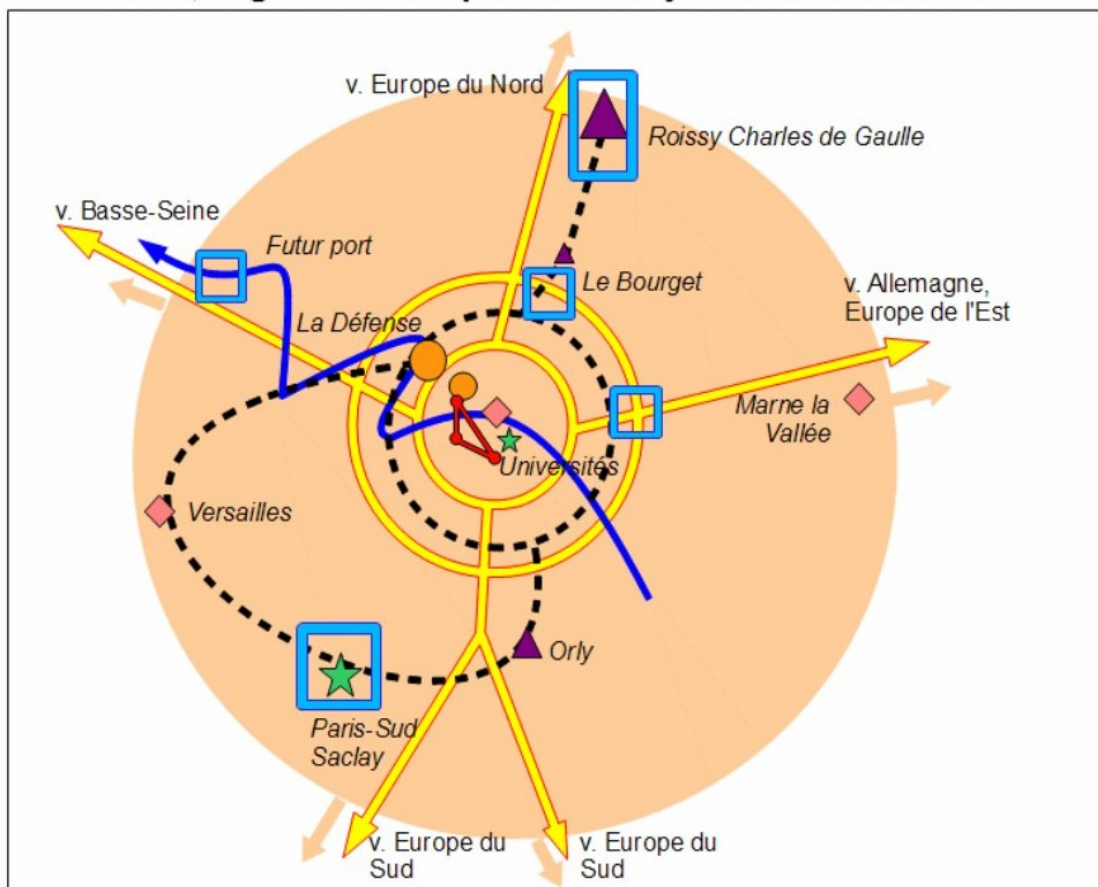 v. Europe du Nord
Roissy Charles de Gaulle
v. Basse-Seine
Futur port
Le Bourget
v. Allemagne,
Europe de l'Est
La Défense
Marne la
Vallée
Universités
Versailles
Orly
Paris-Sud
Saclay
v. Europe du
Sud
v. Europe du
Sud